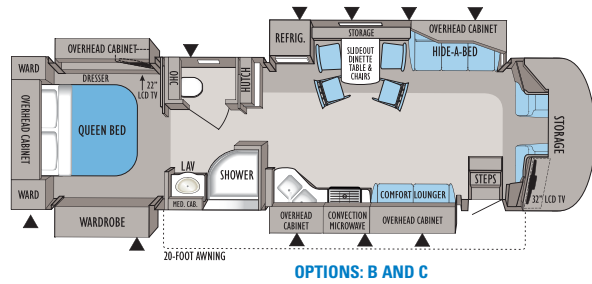 OVERHEAD CABINET
WARD
DRESSER
22"
LCD TV
OVERHEAD CABINET
QUEEN BED
WARD
WARDROBE
OHC
HUTCH
LAV
MED. CAB.
SHOWER
REFRIG.
STORAGE
SLIDEOUT
DINETTE
TABLE &
CHAIRS
OVERHEAD CABINET
HIDE-A-BED
STORAGE
STEPS
32" LCD TV
COMFORT LOUNGER
OVERHEAD
CABINET
CONVECTION
MICROWAVE
OVERHEAD CABINET
20-FOOT AWNING
OPTIONS: B AND C